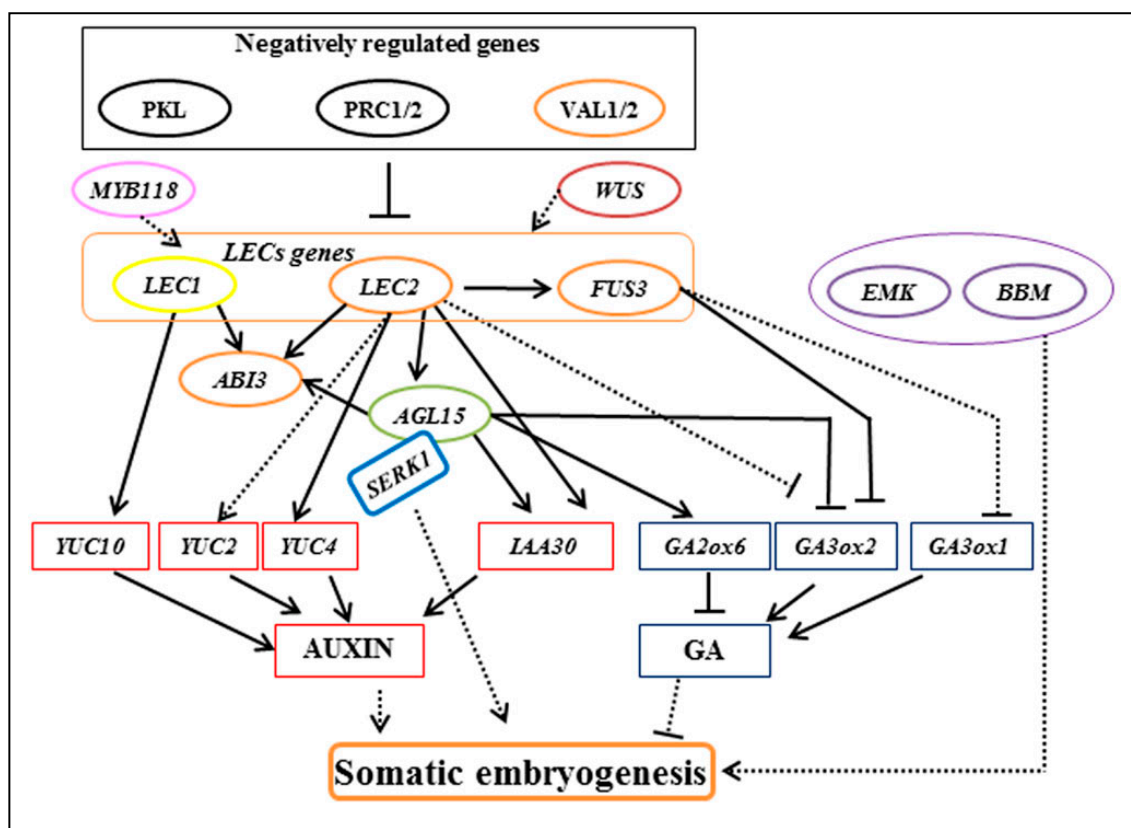 Negatively regulated genes
PKL
PRC1/2
VAL1/2
MYB118
WUS
LECs genes
LEC1
LEC2
FUS3
EMK
BBM
ABI3
AGL15
SERK1
YUC10
YUC2
YUC4
IAA30
GA2ox6
GA3ox2
GA3ox1
AUXIN
GA
Somatic embryogenesis